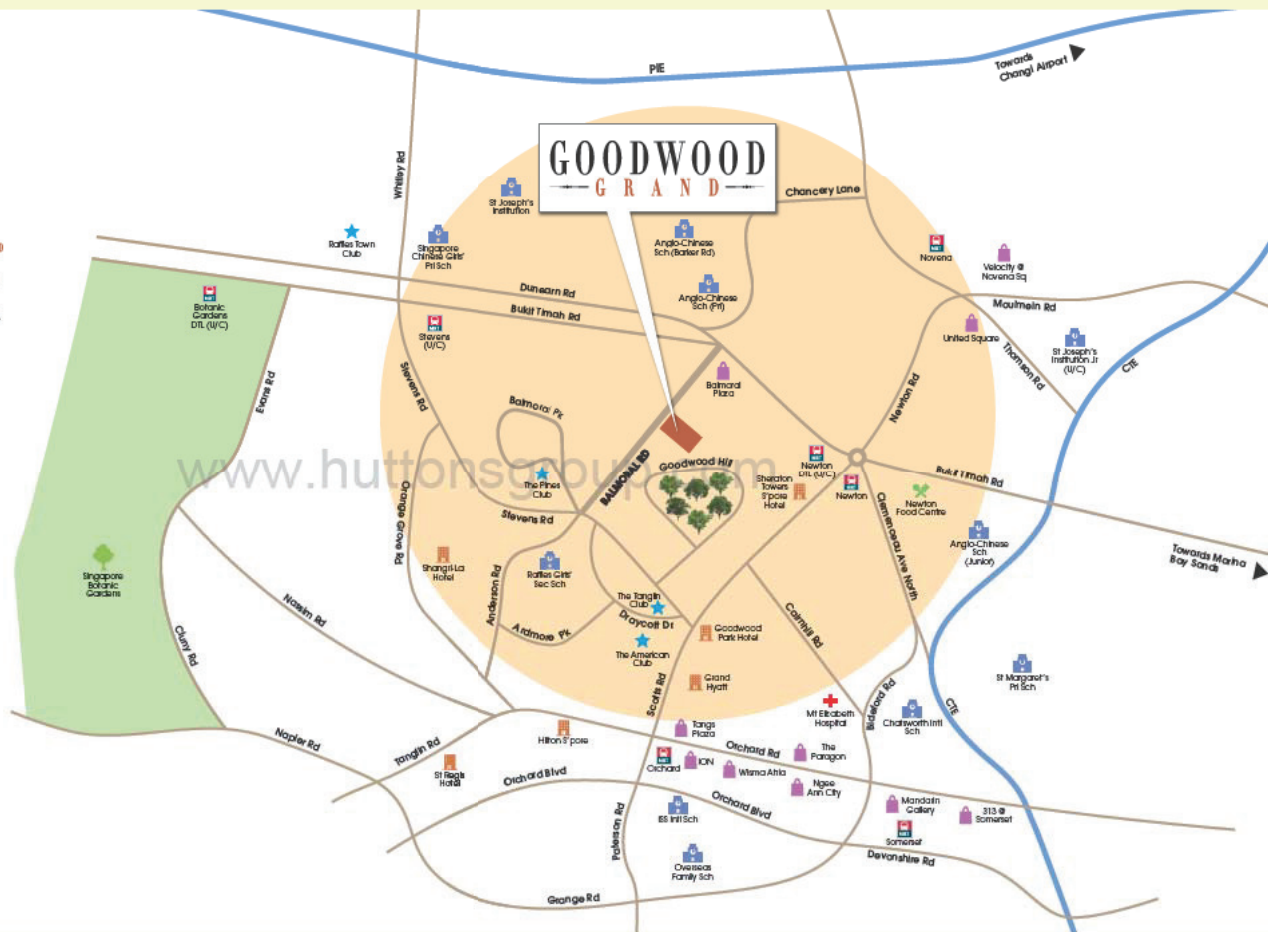 PIE
Towards
Changi Airport
GOODWOOD
GRAND
Whitley Rd
St Joseph's
Institution
Chancery Lane
Raffles Town
Club
Singapore
Chinese Girls'
Pri Sch
Anglo-Chinese
Sch (Barker Rd)
Novena
Velocity @
Novena Sq
Dunearn Rd
Anglo-Chinese
Sch (Pri)
Botanic
Gardens
DTL (U/C)
Bukit Timah Rd
Moulmein Rd
Stevens
(U/C)
United Square
St Joseph's
Institution Jr
(U/C)
Thomson Rd
CTE
Evans Rd
Stevens Rd
Balmoral
Plaza
Newton Rd
Balmoral Pk
www.huttonsgroup.com
BALMORAL RD
Goodwood Hill
Newton
DTL (U/C)
Bukit Timah Rd
The Pines
Club
Sheraton
Towers
S'pore
Hotel
Newton
Newton
Food Centre
Orange Grove Rd
Stevens Rd
Clemenceau Ave North
Anglo-Chinese
Sch
(Junior)
Towards Marina
Bay Sands
Singapore
Botanic
Gardens
Shangri-La
Hotel
Anderson Rd
Raffles Girls'
Sec Sch
Nassim Rd
The Tanglin
Club
Draycott Dr
Cairnhill Rd
Cluny Rd
Ardmore Pk
The American
Club
Goodwood
Park Hotel
St Margaret's
Pri Sch
Grand
Hyatt
Scotts Rd
Mt Elizabeth
Hospital
Bideford Rd
Chatsworth Int'l
Sch
CTE
Napier Rd
Tanglin Rd
Hilton S'pore
Tangs
Plaza
Orchard Rd
The
Paragon
St Regis
Hotel
Orchard Blvd
Orchard
ION
Wisma Atria
Ngee
Ann City
Orchard Blvd
Mandarin
Gallery
313 @
Somerset
ISS Int'l Sch
Paterson Rd
Somerset
Devonshire Rd
Overseas
Family Sch
Grange Rd